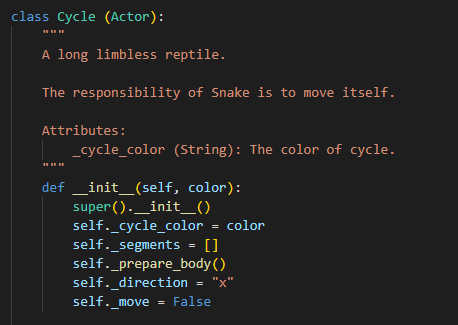 class Cycle (Actor):
    """
    A long limbless reptile.

    The responsibility of Snake is to move itself.

    Attributes:
        _cycle_color (String): The color of cycle.
    """
    def __init__(self, color):
        super().__init__()
        self._cycle_color = color
        self._segments = []
        self._prepare_body()
        self._direction = "x"
        self._move = False